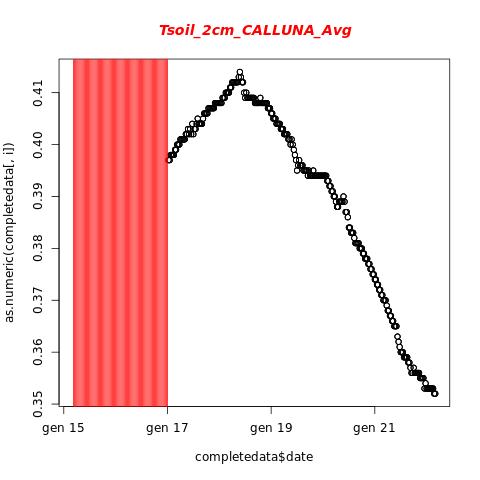 Tsoil_2cm_CALLUNA_Avg
as.numeric(completedata[, i])
0.41
0.40
0.39
0.38
0.37
0.36
0.35
gen 15
gen 17
gen 19
gen 21
completedata$date